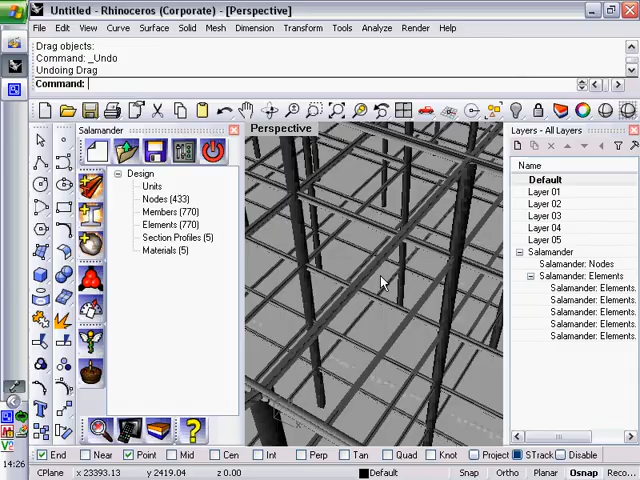 Untitled - Rhinoceros (Corporate) - [Perspective]
File Edit View Curve Surface Solid Mesh Dimension Transform Tools Analyze Render Help
Drag objects:
Command: _Undo
Undoing Drag
Command:
Salamander
Perspective
Layers - All Layers
Design
Units
Nodes (433)
Members (770)
Elements (770)
Section Profiles (5)
Materials (5)
Name
Default
Layer 01
Layer 02
Layer 03
Layer 04
Layer 05
Salamander
Salamander: Nodes
Salamander: Elements
Salamander: Elements.
Salamander: Elements.
Salamander: Elements.
Salamander: Elements.
Salamander: Elements.
End Near Point Mid Cen Int Perp Tan Quad Knot Project STrack Disable
14:26
CPlane x 23393.13 y 2419.04 z 0.00 Default Snap Ortho Planar Osnap Reco...